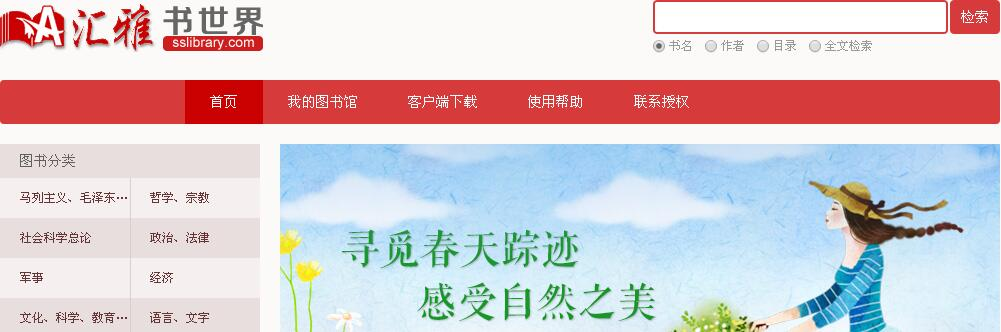 汇雅 书世界
sslibrary.com
检索
书名 作者 目录 全文检索
首页 我的图书馆 客户端下载 使用帮助 联系授权
图书分类
马列主义、毛泽东… 哲学、宗教
社会科学总论 政治、法律
军事 经济
文化、科学、教育… 语言、文字
寻觅春天踪迹
感受自然之美